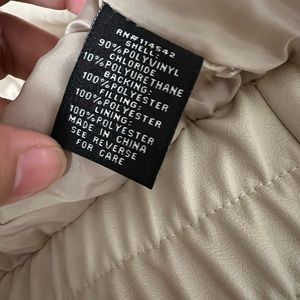 RN#114542
SHELL:
90%POLYVINYL
CHLORIDE
10%POLYURETHANE
BACKING:
100%POLYESTER
FILLING:
100%POLYESTER
LINING:
100%POLYESTER
MADE IN CHINA
SEE REVERSE
FOR CARE